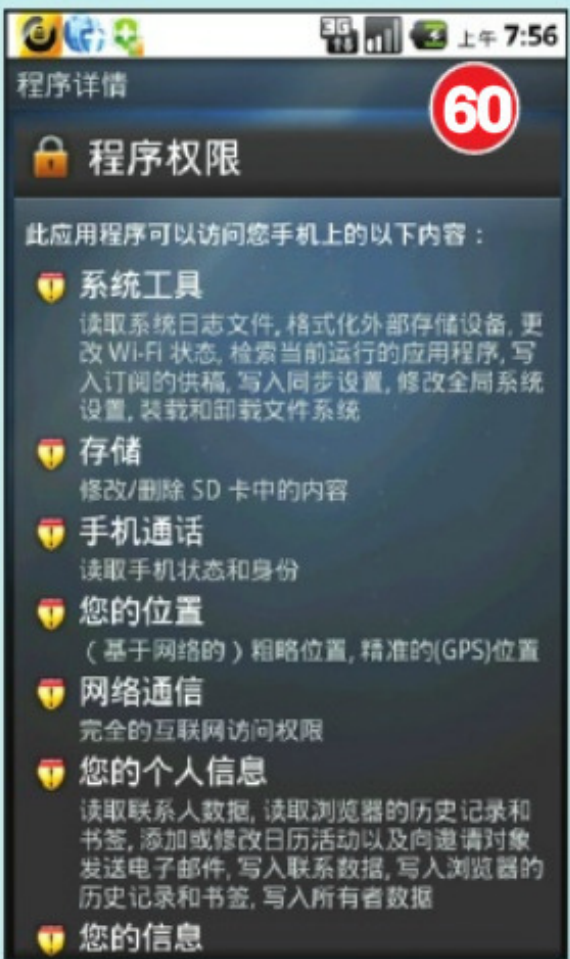 3G
上午 7:56
程序详情
60
程序权限
此应用程序可以访问您手机上的以下内容：
系统工具
读取系统日志文件, 格式化外部存储设备, 更
改 Wi-Fi 状态, 检索当前运行的应用程序, 写
入订阅的供稿, 写入同步设置, 修改全局系统
设置, 装载和卸载文件系统
存储
修改/删除 SD 卡中的内容
手机通话
读取手机状态和身份
您的位置
（基于网络的）粗略位置, 精准的(GPS)位置
网络通信
完全的互联网访问权限
您的个人信息
读取联系人数据, 读取浏览器的历史记录和
书签, 添加或修改日历活动以及向邀请对象
发送电子邮件, 写入联系数据, 写入浏览器的
历史记录和书签, 写入所有者数据
您的信息